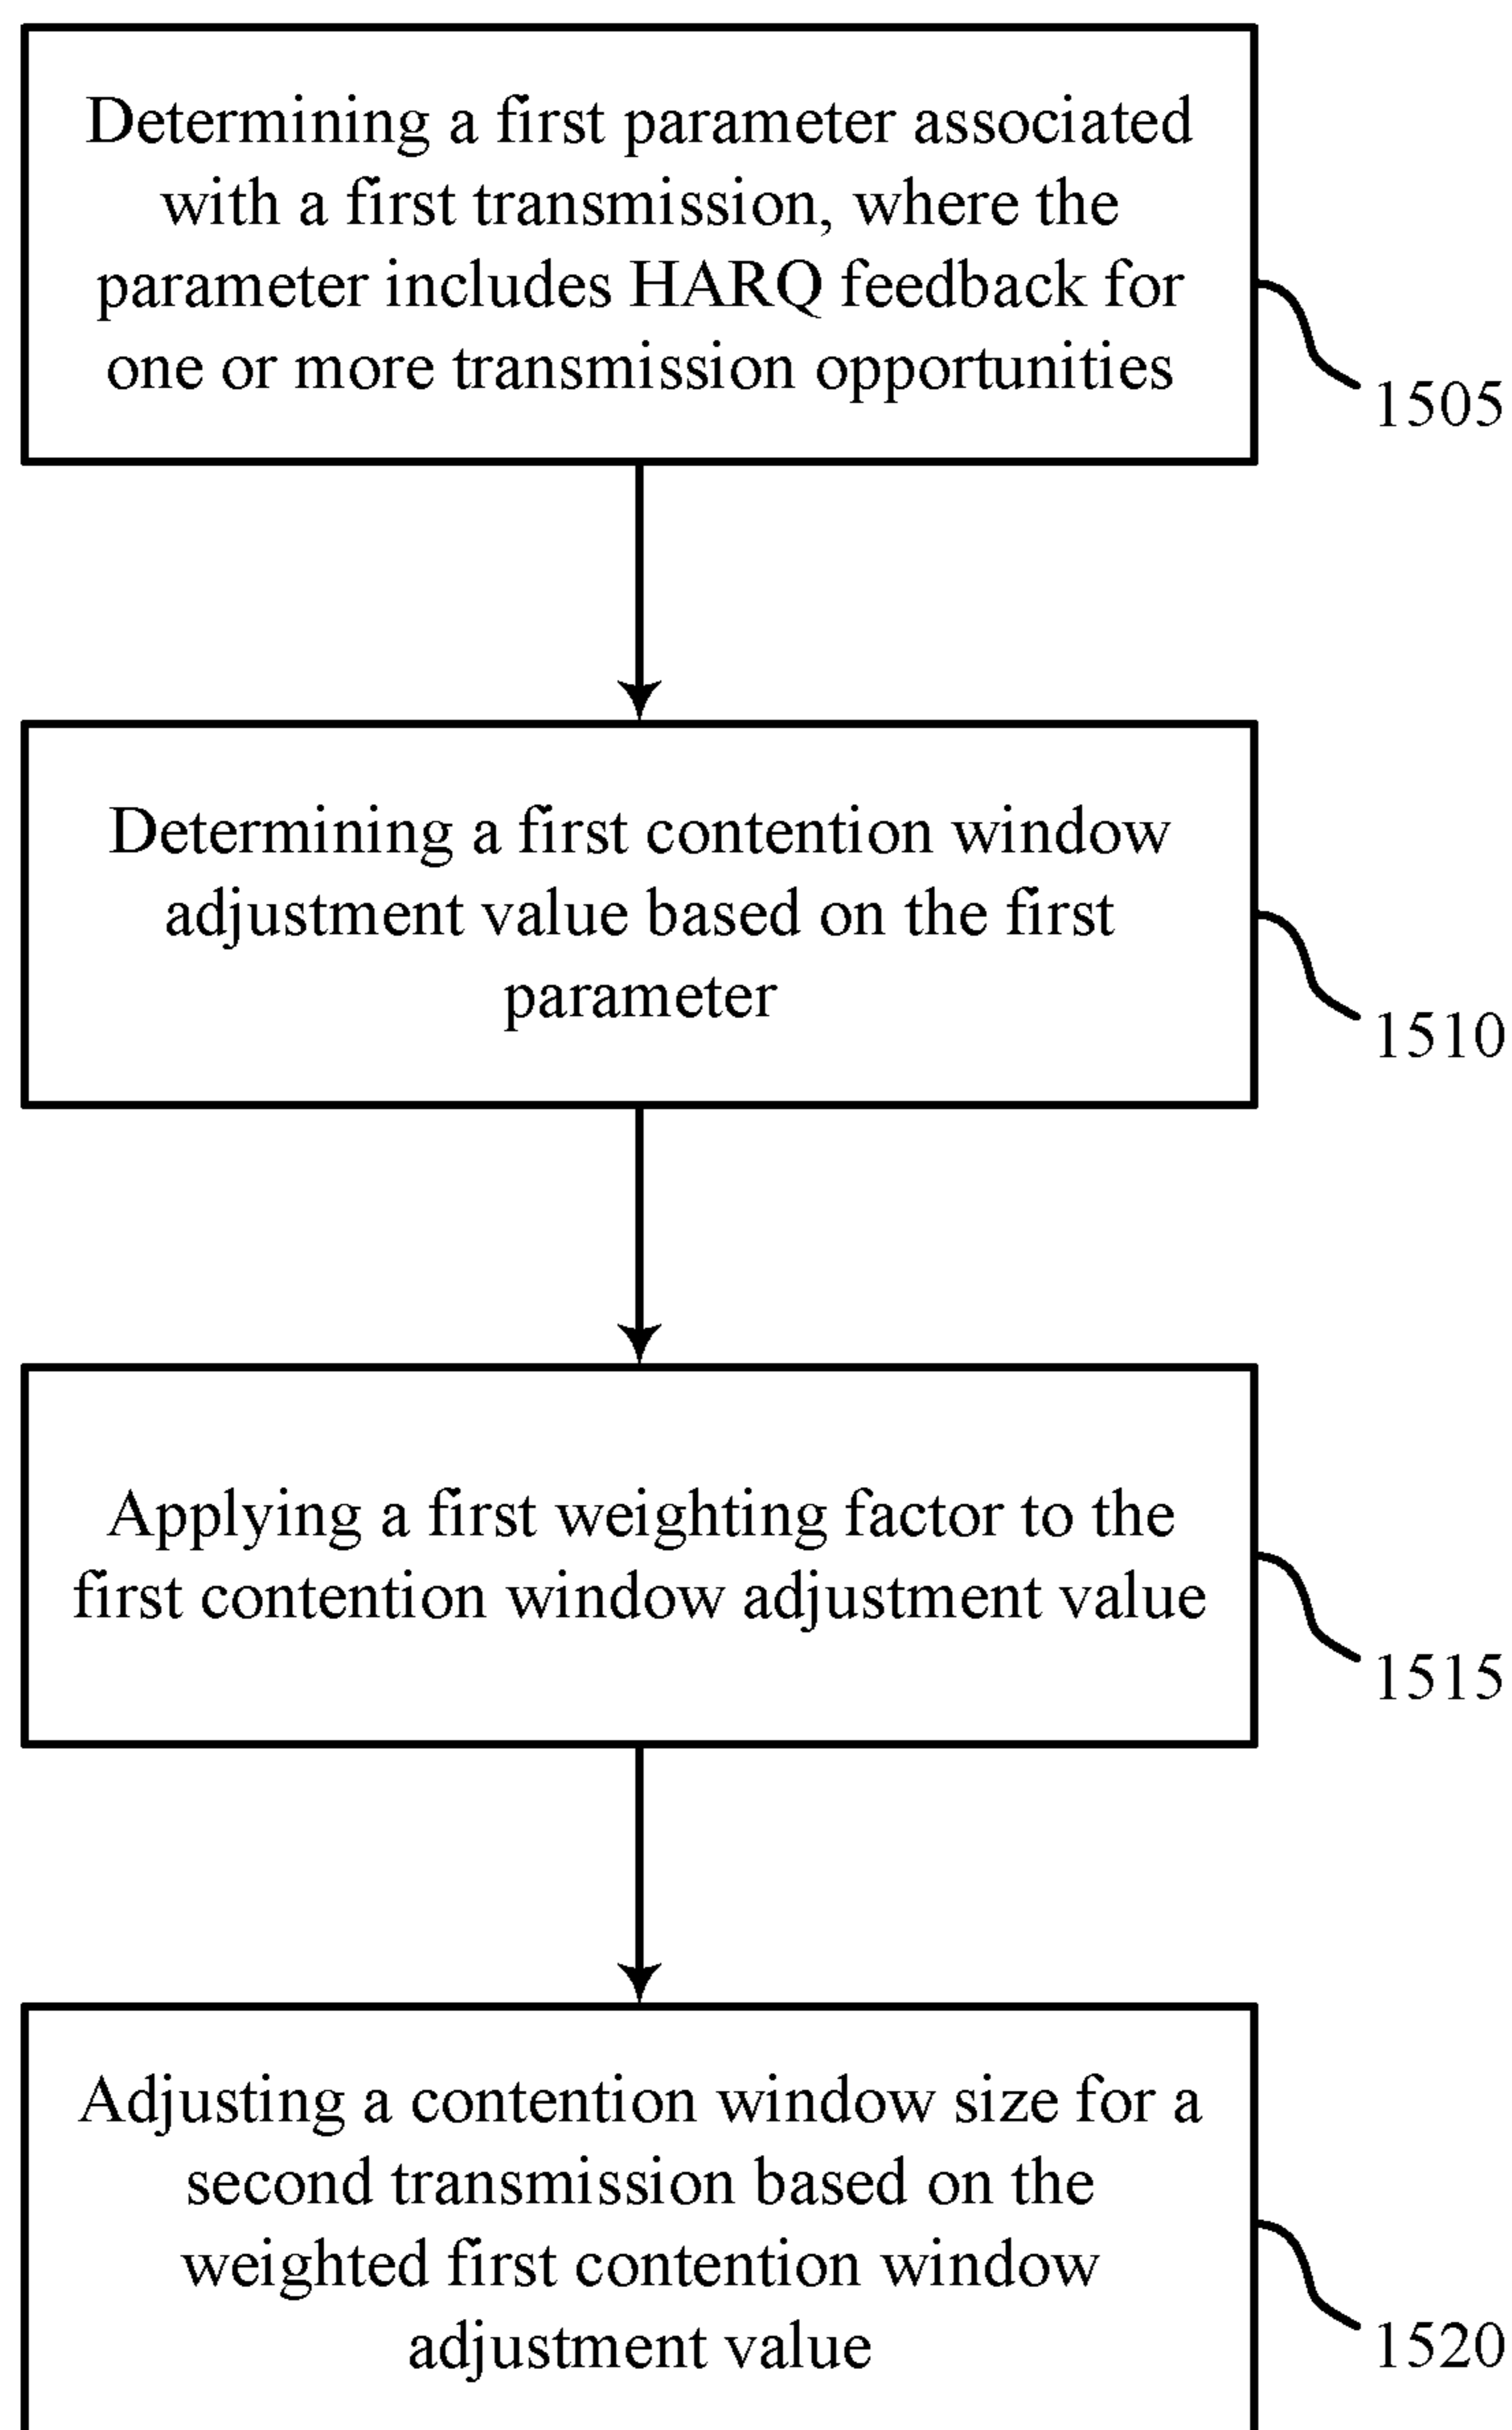 Determining a first parameter associated
with a first transmission, where the
parameter includes HARQ feedback for
one or more transmission opportunities
1505
Determining a first contention window
adjustment value based on the first
parameter
1510
Applying a first weighting factor to the
first contention window adjustment value
1515
Adjusting a contention window size for a
second transmission based on the
weighted first contention window
adjustment value
1520